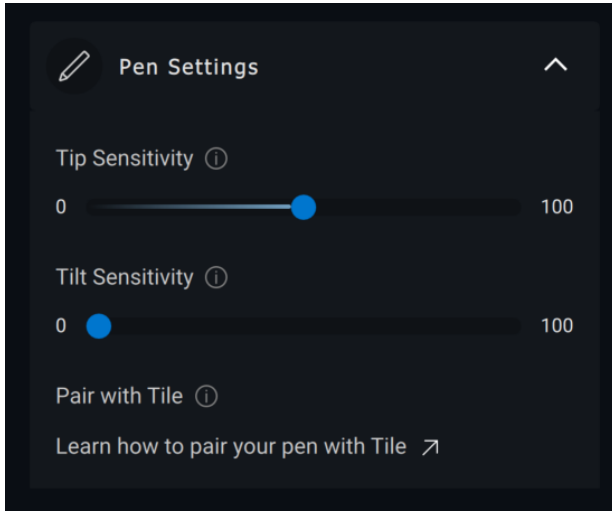 Pen Settings
Tip Sensitivity
0 100
Tilt Sensitivity
0 100
Pair with Tile
Learn how to pair your pen with Tile